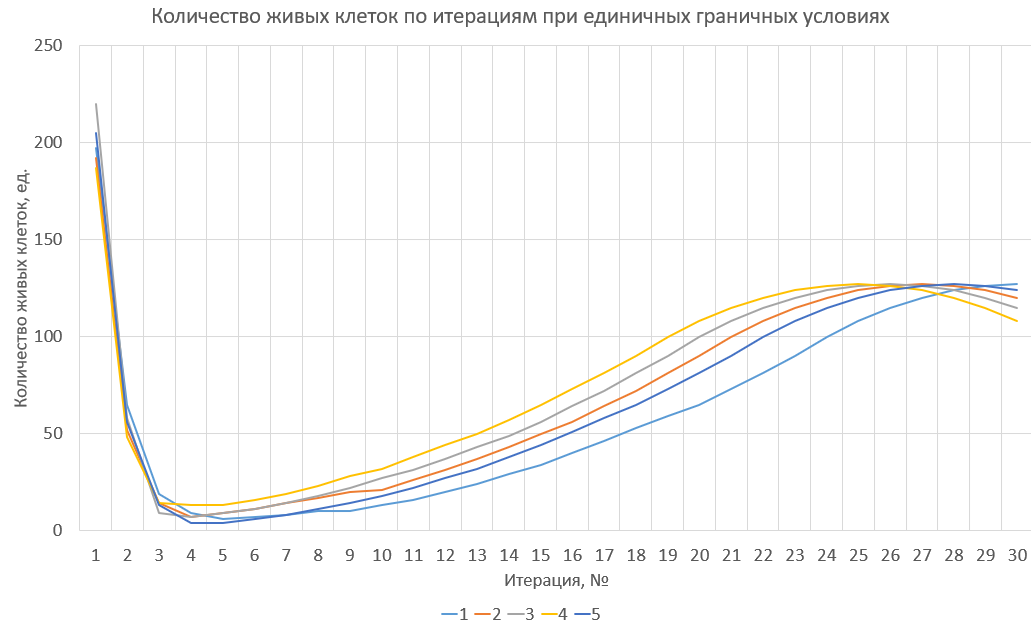 Количество живых клеток по итерациям при единичных граничных условиях
Количество живых клеток, ед.
250
200
150
100
50
0
1 2 3 4 5 6 7 8 9 10 11 12 13 14 15 16 17 18 19 20 21 22 23 24 25 26 27 28 29 30
Итерация, №
1 2 3 4 5